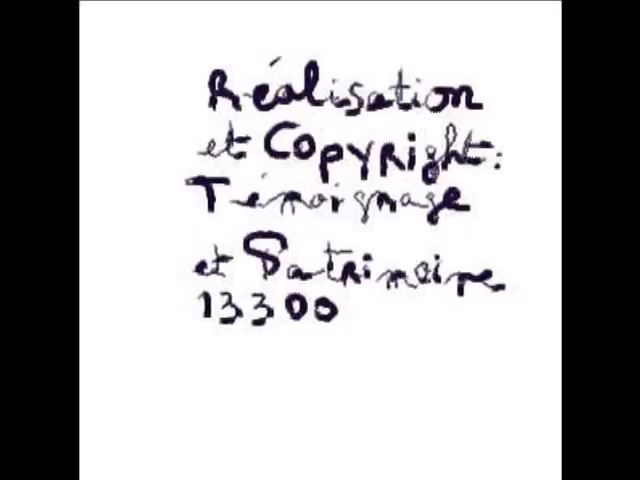 Réalisation
et Copyright:
Témoignage
et Patrimoine
13300